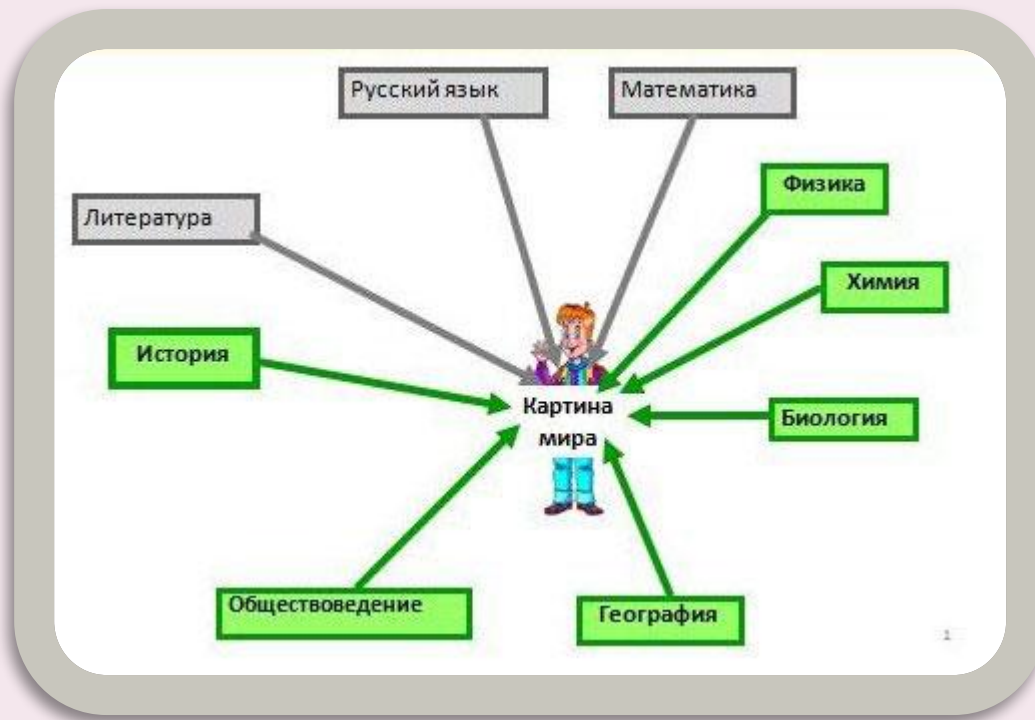 Русский язык
Математика
Физика
Литература
Химия
История
Картина
мира
Биология
Обществоведение
География
1